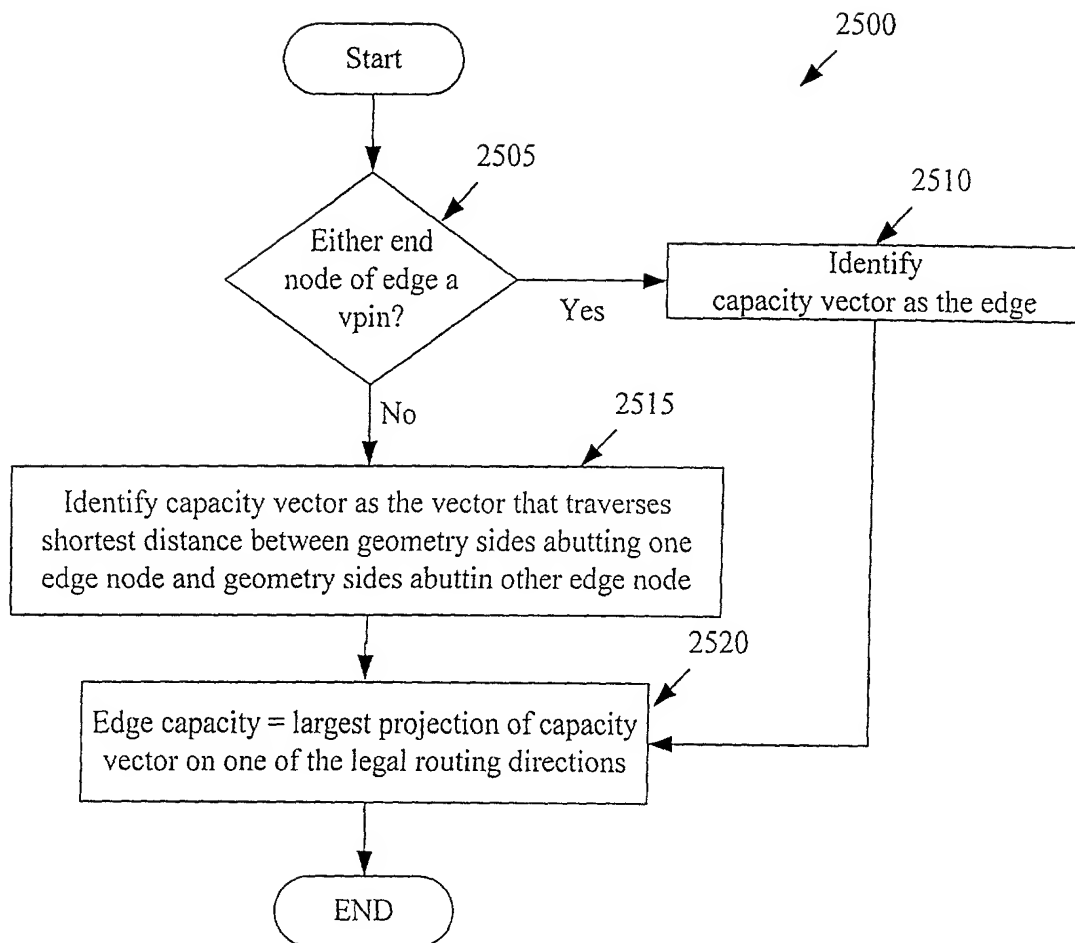 2500
Start
2505
Either end
node of edge a
vpin?
Yes
2510
Identify
capacity vector as the edge
No
2515
Identify capacity vector as the vector that traverses
shortest distance between geometry sides abutting one
edge node and geometry sides abuttin other edge node
2520
Edge capacity = largest projection of capacity
vector on one of the legal routing directions
END